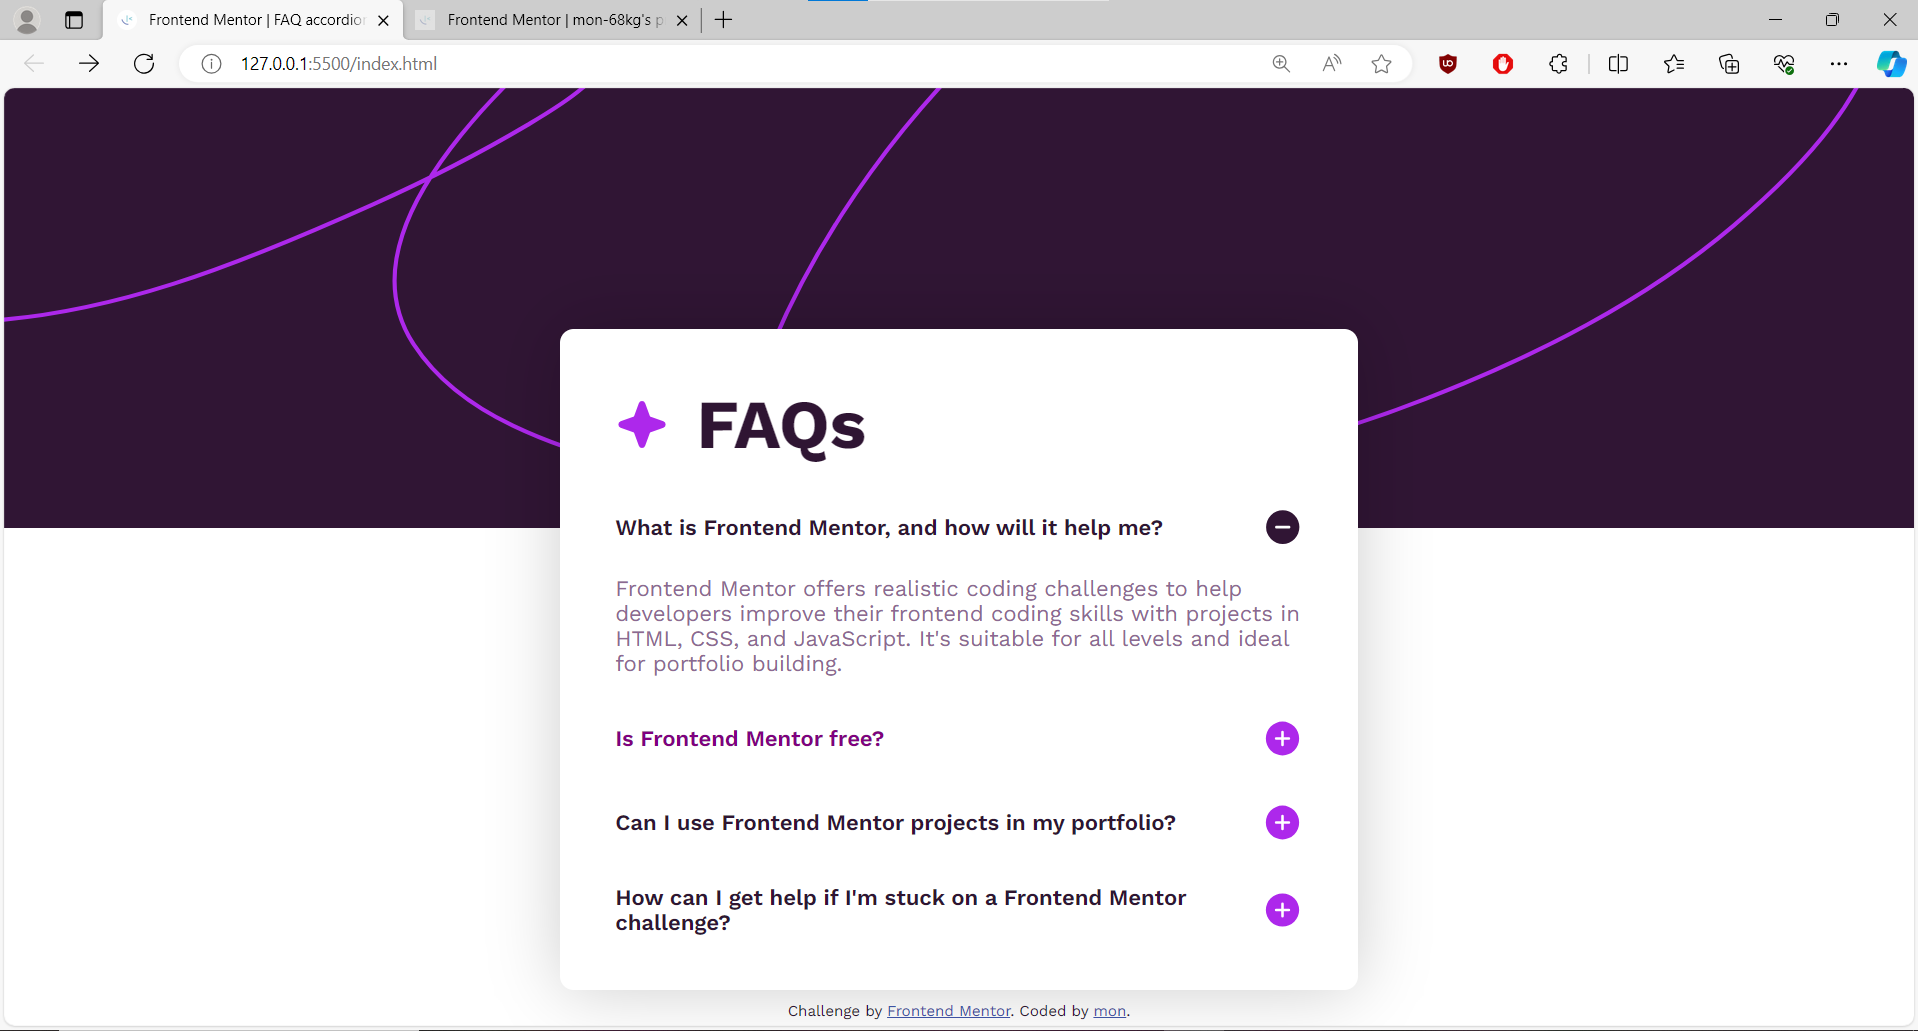 Frontend Mentor | FAQ accordion
Frontend Mentor | mon-68kg's p
127.0.0.1:5500/index.html
FAQs
What is Frontend Mentor, and how will it help me?
Frontend Mentor offers realistic coding challenges to help
developers improve their frontend coding skills with projects in
HTML, CSS, and JavaScript. It's suitable for all levels and ideal
for portfolio building.
Is Frontend Mentor free?
Can I use Frontend Mentor projects in my portfolio?
How can I get help if I'm stuck on a Frontend Mentor
challenge?
Challenge by Frontend Mentor. Coded by mon.